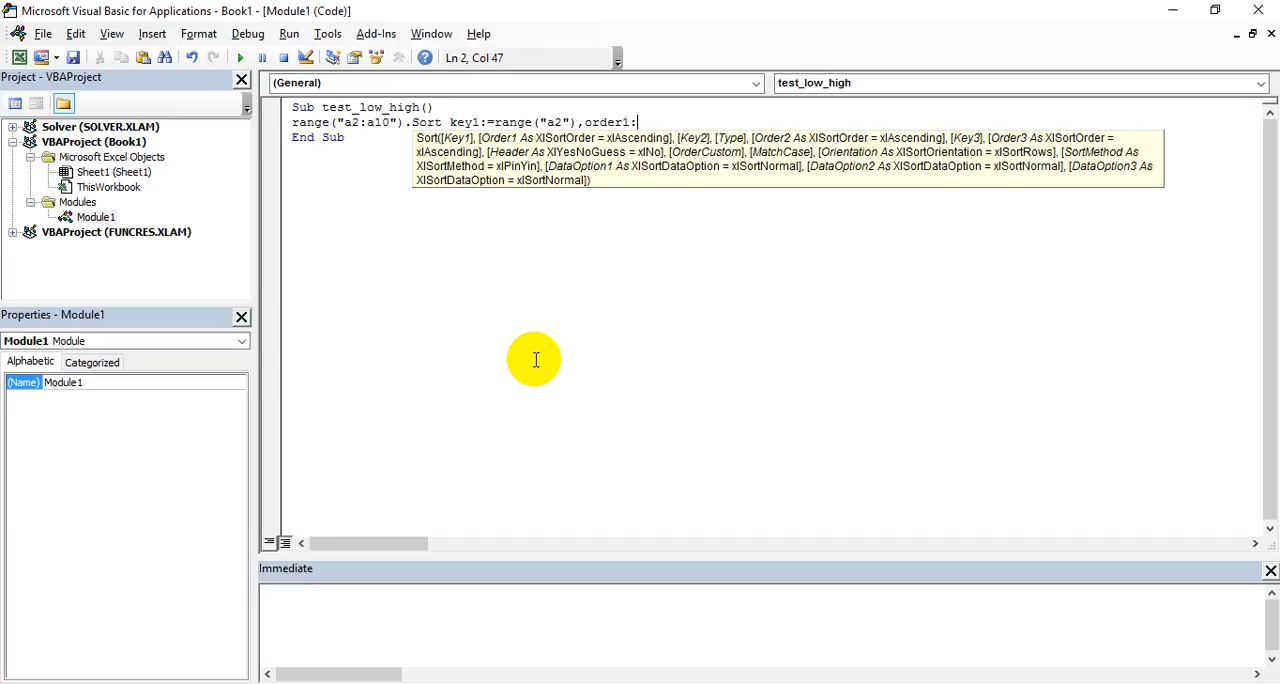 Microsoft Visual Basic for Applications - Book1 - [Module1 (Code)]
File Edit View Insert Format Debug Run Tools Add-Ins Window Help
Ln 2, Col 47
Project - VBAProject
(General)
test_low_high
Sub test_low_high()
range("a2:a10").Sort key1:=range("a2"),order1:
End Sub
Sort([Key1], [Order1 As XlSortOrder = xlAscending], [Key2], [Type], [Order2 As XlSortOrder = xlAscending], [Key3], [Order3 As XlSortOrder =
xlAscending], [Header As XlYesNoGuess = xlNo], [OrderCustom], [MatchCase], [Orientation As XlSortOrientation = xlSortRows], [SortMethod As
XlSortMethod = xlPinYin], [DataOption1 As XlSortDataOption = xlSortNormal], [DataOption2 As XlSortDataOption = xlSortNormal], [DataOption3 As
XlSortDataOption = xlSortNormal])
Solver (SOLVER.XLAM)
VBAProject (Book1)
Microsoft Excel Objects
Sheet1 (Sheet1)
ThisWorkbook
Modules
Module1
VBAProject (FUNCRES.XLAM)
Properties - Module1
Module1 Module
Alphabetic Categorized
(Name) Module1
Immediate